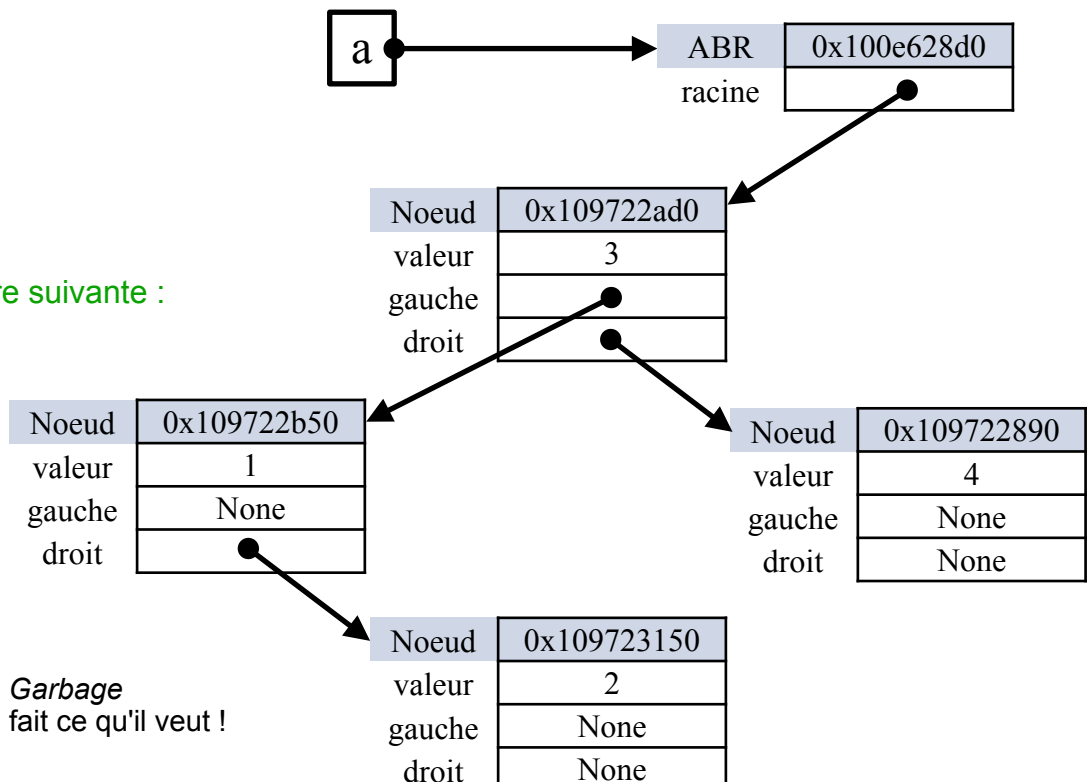 a
ABR 0x100e628d0
racine
Noeud 0x109722ad0
valeur 3
gauche
droit
re suivante :
Noeud 0x109722b50
valeur 1
gauche None
droit
Noeud 0x109722890
valeur 4
gauche None
droit None
Noeud 0x109723150
valeur 2
gauche None
droit None
Garbage
fait ce qu'il veut !